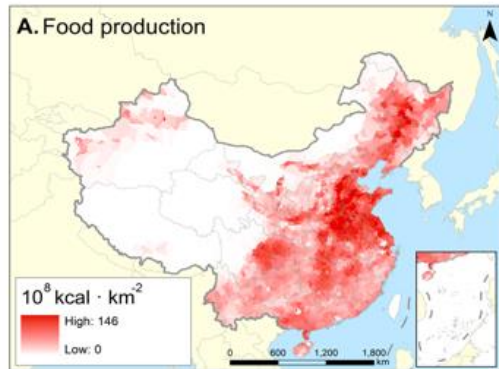 A. Food production
N
10⁸ kcal · km⁻²
High: 146
Low: 0
0 600 1,200 1,800
km